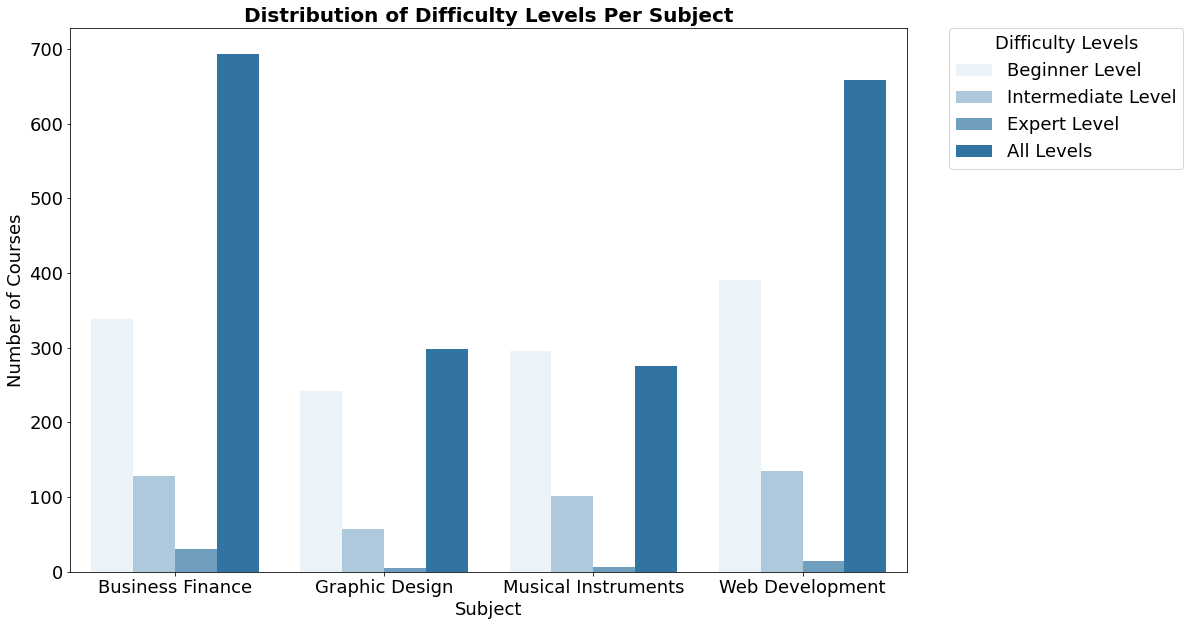 Distribution of Difficulty Levels Per Subject
Number of Courses
700
600
500
400
300
200
100
0
Business Finance
Graphic Design
Musical Instruments
Web Development
Subject
Difficulty Levels
Beginner Level
Intermediate Level
Expert Level
All Levels